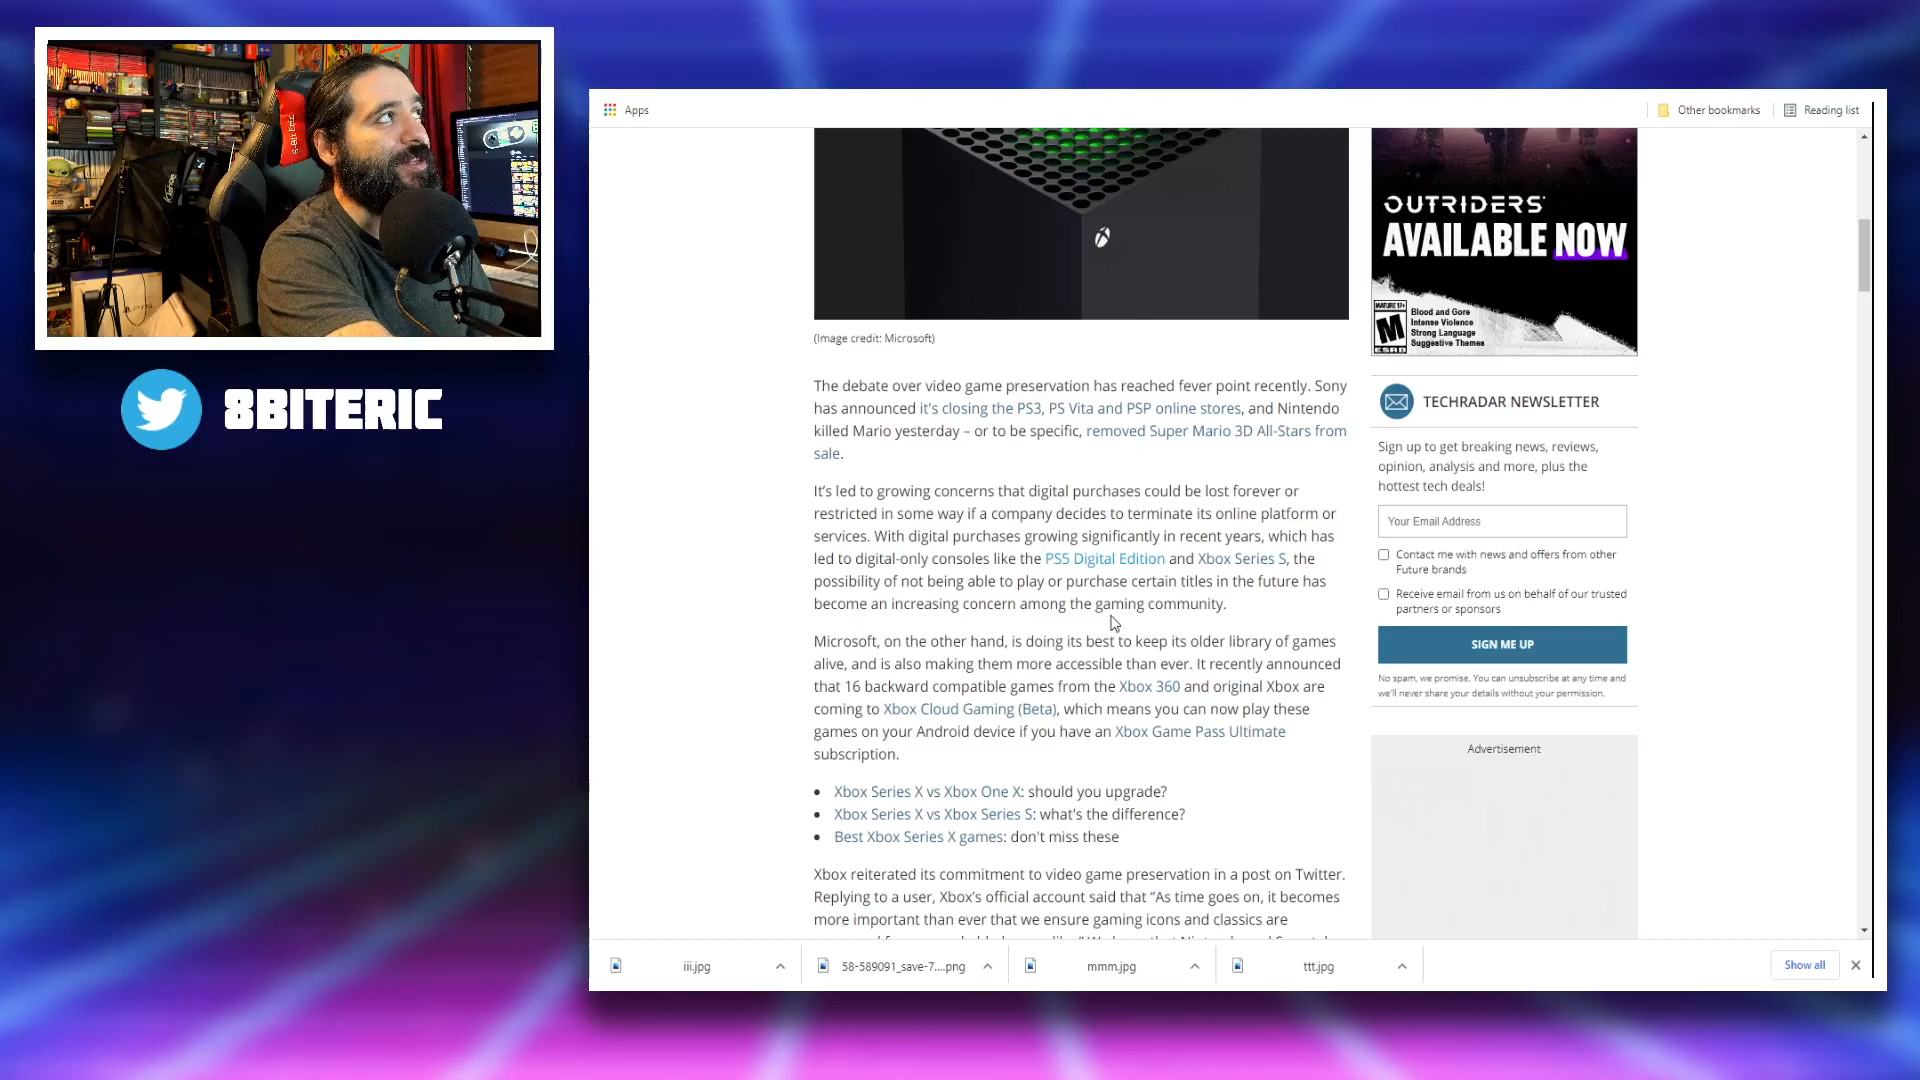 8BITERIC
Apps
Other bookmarks
Reading list
(Image credit: Microsoft)
The debate over video game preservation has reached fever point recently. Sony
has announced it's closing the PS3, PS Vita and PSP online stores, and Nintendo
killed Mario yesterday – or to be specific, removed Super Mario 3D All-Stars from
sale.
It’s led to growing concerns that digital purchases could be lost forever or
restricted in some way if a company decides to terminate its online platform or
services. With digital purchases growing significantly in recent years, which has
led to digital-only consoles like the PS5 Digital Edition and Xbox Series S, the
possibility of not being able to play or purchase certain titles in the future has
become an increasing concern among the gaming community.
Microsoft, on the other hand, is doing its best to keep its older library of games
alive, and is also making them more accessible than ever. It recently announced
that 16 backward compatible games from the Xbox 360 and original Xbox are
coming to Xbox Cloud Gaming (Beta), which means you can now play these
games on your Android device if you have an Xbox Game Pass Ultimate
subscription.
Xbox Series X vs Xbox One X: should you upgrade?
Xbox Series X vs Xbox Series S: what's the difference?
Best Xbox Series X games: don't miss these
Xbox reiterated its commitment to video game preservation in a post on Twitter.
Replying to a user, Xbox’s official account said that “As time goes on, it becomes
more important than ever that we ensure gaming icons and classics are
OUTRIDERS
AVAILABLE NOW
MATURE 17+
M
ESRB
Blood and Gore
Intense Violence
Strong Language
Suggestive Themes
TECHRADAR NEWSLETTER
Sign up to get breaking news, reviews,
opinion, analysis and more, plus the
hottest tech deals!
Your Email Address
Contact me with news and offers from other
Future brands
Receive email from us on behalf of our trusted
partners or sponsors
SIGN ME UP
No spam, we promise. You can unsubscribe at any time and
we'll never share your details without your permission.
Advertisement
iii.jpg
58-589091_save-7....png
mmm.jpg
ttt.jpg
Show all